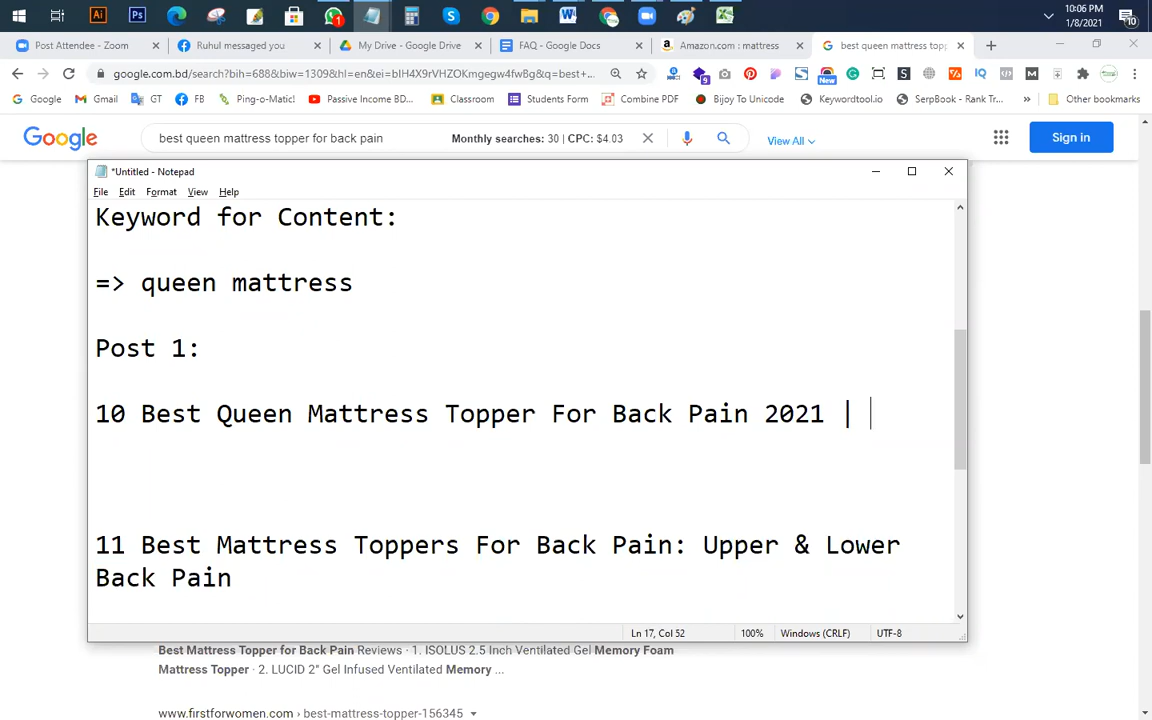 10:06 PM
1/8/2021
10
1
Post Attendee - Zoom
Ruhul messaged you
My Drive - Google Drive
FAQ - Google Docs
Amazon.com : mattress
best queen mattress topp
google.com.bd/search?bih=688&biw=1309&hl=en&ei=bIH4X9rVHZOKmgegw4fwBg&q=best+...
9
New
Google
Gmail
GT
FB
Ping-o-Matic!
Passive Income BD...
Classroom
Students Form
Combine PDF
Bijoy To Unicode
Keywordtool.io
SerpBook - Rank Tr...
Other bookmarks
Google
best queen mattress topper for back pain
Monthly searches: 30 | CPC: $4.03
View All
Sign in
*Untitled - Notepad
File Edit Format View Help
Keyword for Content:
=> queen mattress
Post 1:
10 Best Queen Mattress Topper For Back Pain 2021 |
11 Best Mattress Toppers For Back Pain: Upper & Lower
Back Pain
Ln 17, Col 52
100%
Windows (CRLF)
UTF-8
Best Mattress Topper for Back Pain Reviews · 1. ISOLUS 2.5 Inch Ventilated Gel Memory Foam
Mattress Topper · 2. LUCID 2" Gel Infused Ventilated Memory ...
www.firstforwomen.com › best-mattress-topper-156345